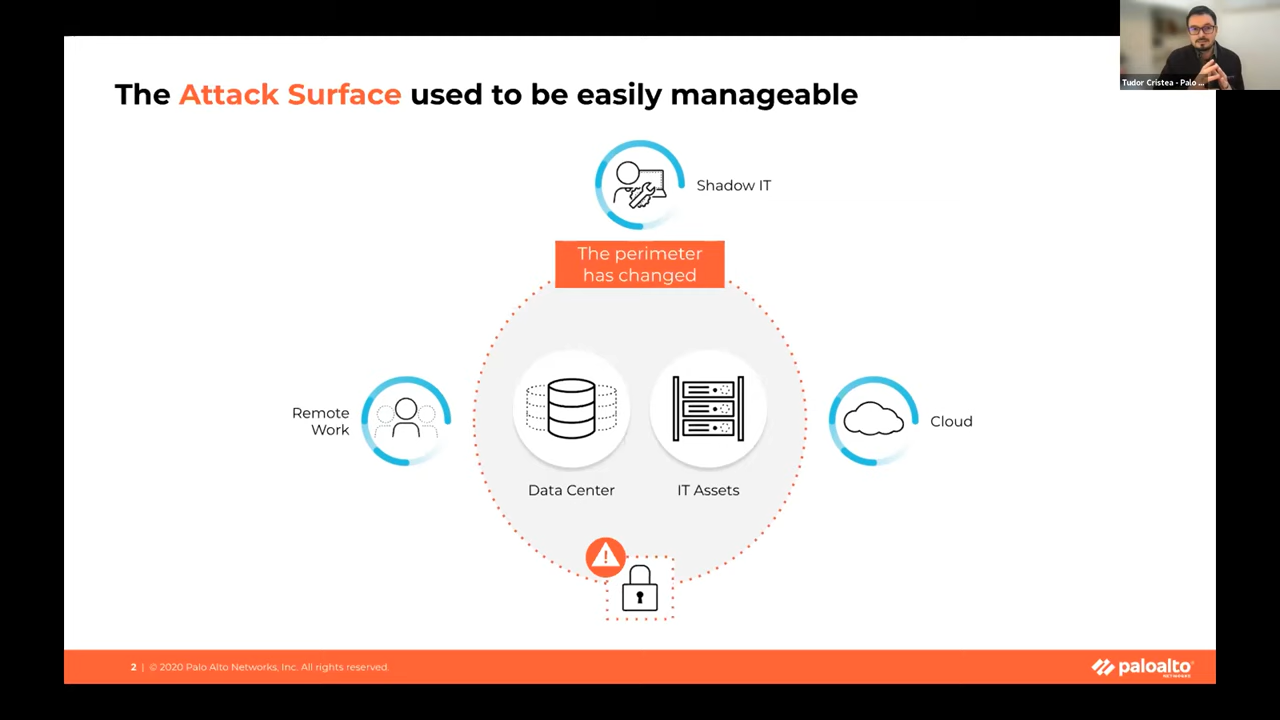 Tudor Cristea - Palo ...
The Attack Surface used to be easily manageable
Shadow IT
The perimeter
has changed
Remote
Work
Cloud
Data Center
IT Assets
2 | © 2020 Palo Alto Networks, Inc. All rights reserved.
paloalto
NETWORKS